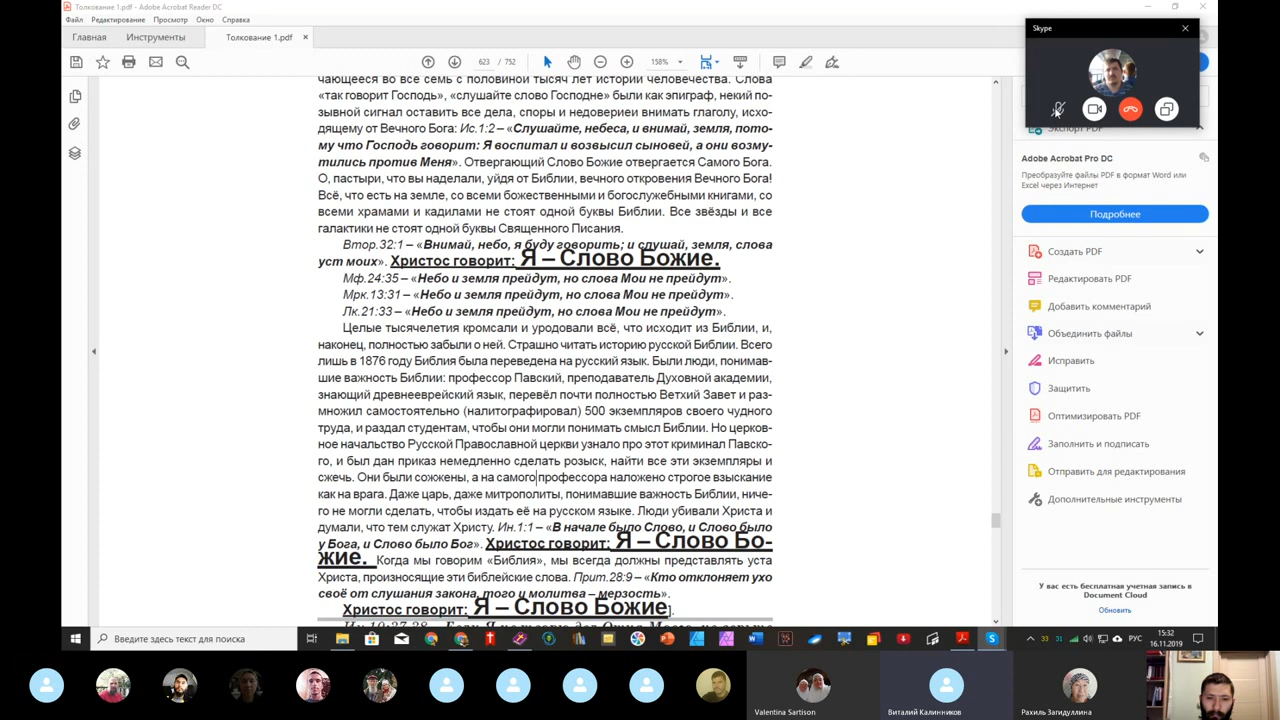 Толкование 1.pdf - Adobe Acrobat Reader DC
Файл Редактирование Просмотр Окно Справка
Главная Инструменты Толкование 1.pdf ×
623 / 752 158%
чающееся во все семь с половиной тысяч лет истории человечества. Слова
«так говорит Господь», «слушайте слово Господне» были как эпиграф, некий по-
зывной сигнал оставить все дела, споры и недоверие и внимать глаголу, исхо-
дящему от Вечного Бога: Ис.1:2 – «Слушайте, небеса, и внимай, земля, пото-
му что Господь говорит: Я воспитал и возвысил сыновей, а они возму-
тились против Меня». Отвергающий Слово Божие отвергается Самого Бога.
О, пастыри, что вы наделали, уйдя от Библии, вечного откровения Вечного Бога!
Всё, что есть на земле, со всеми божественными и богослужебными книгами, со
всеми храмами и кадилами не стоят одной буквы Библии. Все звёзды и все
галактики не стоят одной буквы Священного Писания.
Втор.32:1 – «Внимай, небо, я буду говорить; и слушай, земля, слова
уст моих». Христос говорит: Я – Слово Божие.
Мф.24:35 – «Небо и земля прейдут, но слова Мои не прейдут».
Мрк.13:31 – «Небо и земля прейдут, но слова Мои не прейдут».
Лк.21:33 – «Небо и земля прейдут, но слова Мои не прейдут».
Целые тысячелетия кромсали и уродовали всё, что исходит из Библии, и,
наконец, полностью забыли о ней. Страшно читать историю русской Библии. Всего
лишь в 1876 году Библия была переведена на русский язык. Были люди, понимав-
шие важность Библии: профессор Павский, преподаватель Духовной академии,
знающий древнееврейский язык, перевёл почти полностью Ветхий Завет и раз-
множил самостоятельно (налитографировал) 500 экземпляров своего чудного
труда, и раздал студентам, чтобы они могли понимать смысл Библии. Но церков-
ное начальство Русской Православной церкви узнало про этот криминал Павско-
го, и был дан приказ немедленно сделать розыск, найти все эти экземпляры и
сжечь. Они были сожжены, а на самого профессора наложено строгое взыскание
как на врага. Даже царь, даже митрополиты, понимавшие важность Библии, ниче-
го не могли сделать, чтобы издать её на русском языке. Люди убивали Христа и
думали, что тем служат Христу. Ин.1:1 – «В начале было Слово, и Слово было
у Бога, и Слово было Бог». Христос говорит: Я – Слово Бо-
жие. Когда мы говорим «Библия», мы всегда должны представлять уста
Христа, произносящие эти библейские слова. Прит.28:9 – «Кто отклоняет ухо
своё от слушания закона, того и молитва – мерзость».
Христос говорит: Я – Слово Божие].
Skype
Экспорт PDF
Adobe Acrobat Pro DC
Преобразуйте файлы PDF в формат Word или
Excel через Интернет
Подробнее
Создать PDF
Редактировать PDF
Добавить комментарий
Объединить файлы
Исправить
Защитить
Оптимизировать PDF
Заполнить и подписать
Отправить для редактирования
Дополнительные инструменты
У вас есть бесплатная учетная запись в
Document Cloud
Обновить
Введите здесь текст для поиска
33 31 РУС 15:32
16.11.2019
Valentina Sartison Виталий Калинников Рахиль Загидуллина